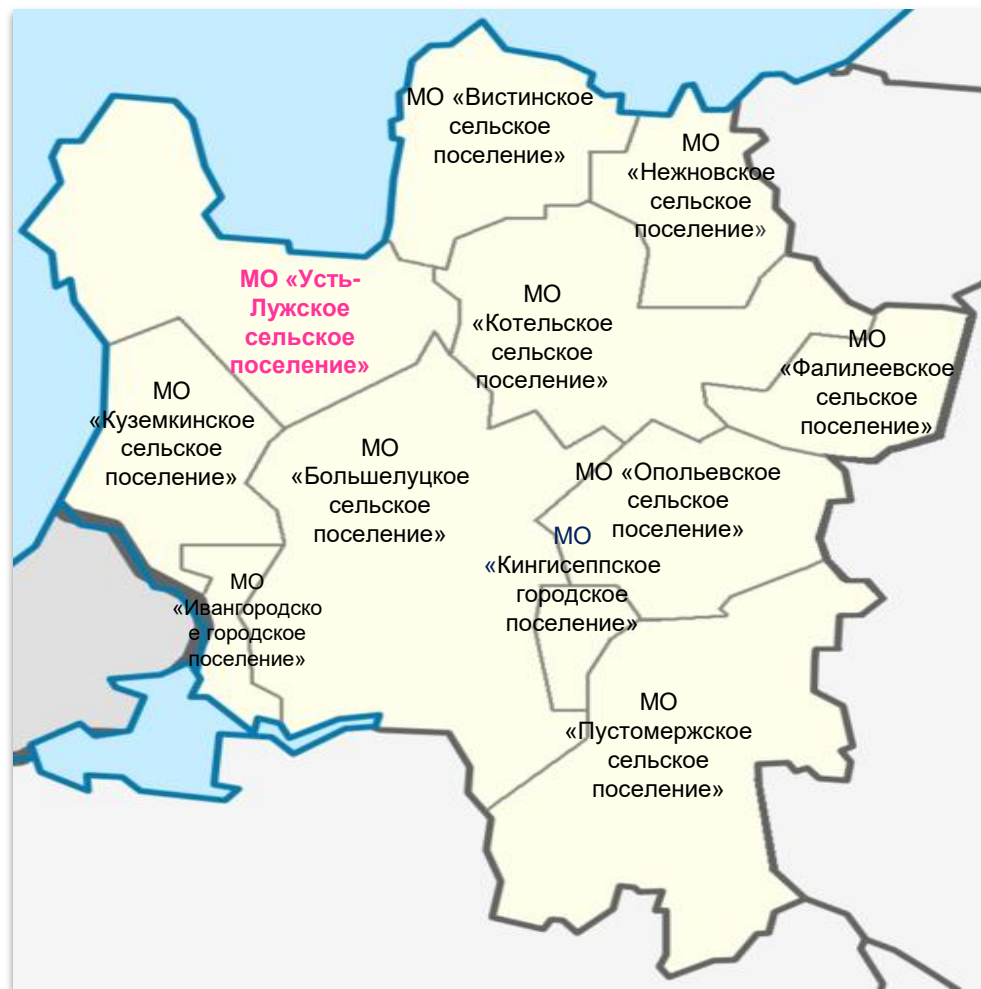 МО «Вистинское
сельское
поселение»
МО
«Нежновское
сельское
поселение»
МО «Усть-
Лужское
сельское
поселение»
МО
«Котельское
сельское
поселение»
МО
«Фалилеевское
сельское
поселение»
МО
«Куземкинское
сельское
поселение»
МО
«Большелуцкое
сельское
поселение»
МО «Опольевское
сельское
поселение»
МО
«Кингисеппское
городское
поселение»
МО
«Ивангородско
е городское
поселение»
МО
«Пустомержское
сельское
поселение»